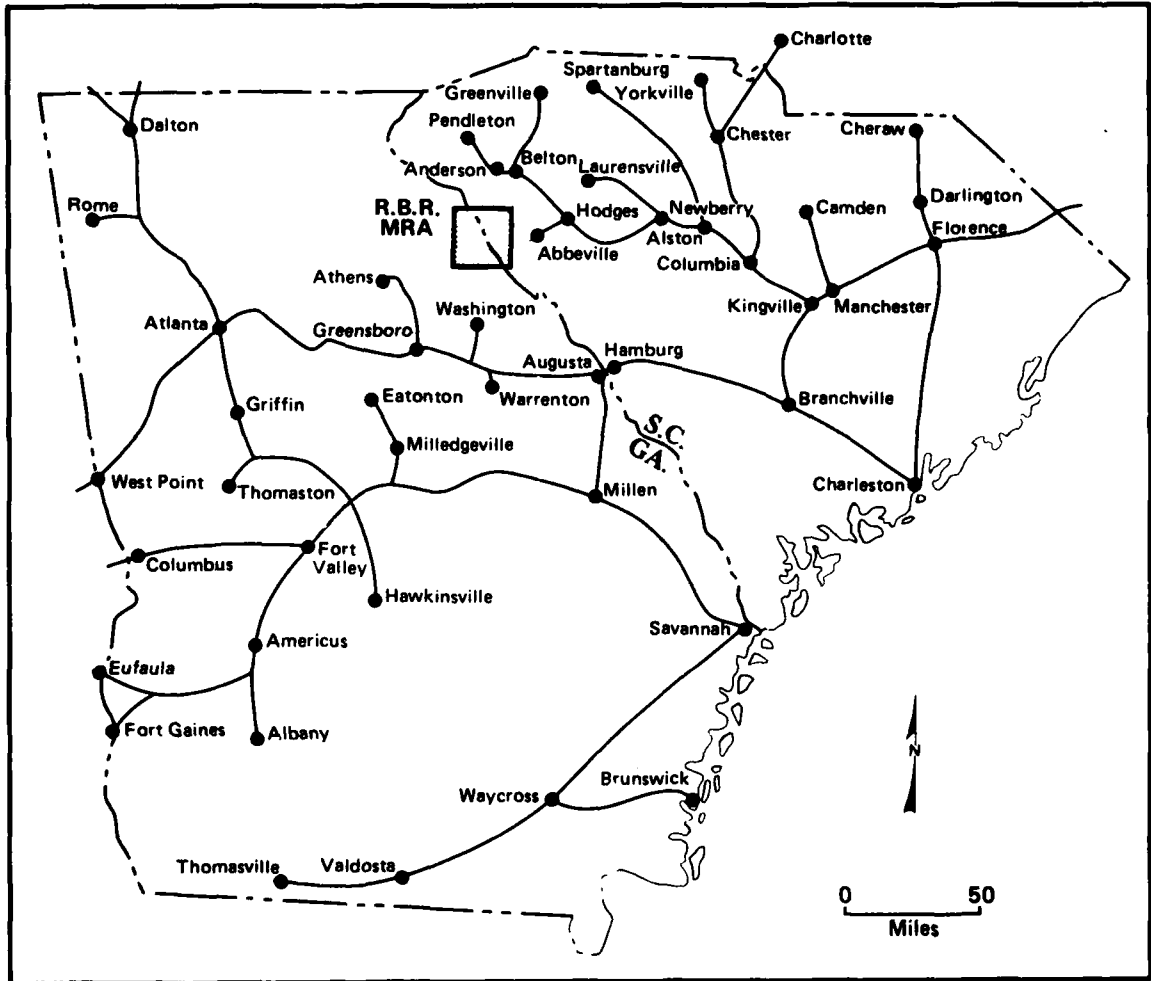 Charlotte
Spartanburg
Yorkville
Greenville
Dalton
Pendleton
Chester
Cheraw
Belton
Laurensville
Anderson
Rome
R.B.R.
MRA
Hodges
Newberry
Camden
Darlington
Alston
Florence
Abbeville
Columbia
Athens
Washington
Kingville
Manchester
Atlanta
Greensboro
Augusta
Hamburg
Warrenton
Branchville
Eatonton
Griffin
S.C.
GA.
Milledgeville
West Point
Thomaston
Millen
Charleston
Columbus
Fort
Valley
Hawkinsville
Savannah
Americus
Eufaula
Fort Gaines
Albany
N
Brunswick
Waycross
Thomasville
Valdosta
0 50
Miles